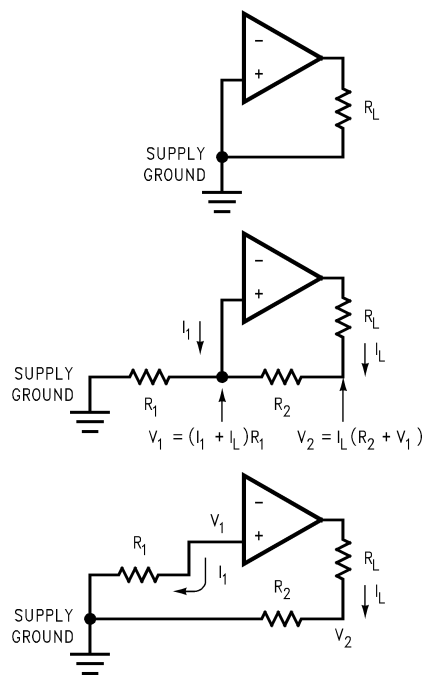 −
+
R_L
SUPPLY
GROUND
−
+
I_1
R_L
I_L
SUPPLY
GROUND
R_1
R_2
V_1 = (I_1 + I_L)R_1
V_2 = I_L(R_2 + V_1)
−
V_1
+
R_1
I_1
R_L
R_2
I_L
SUPPLY
GROUND
V_2